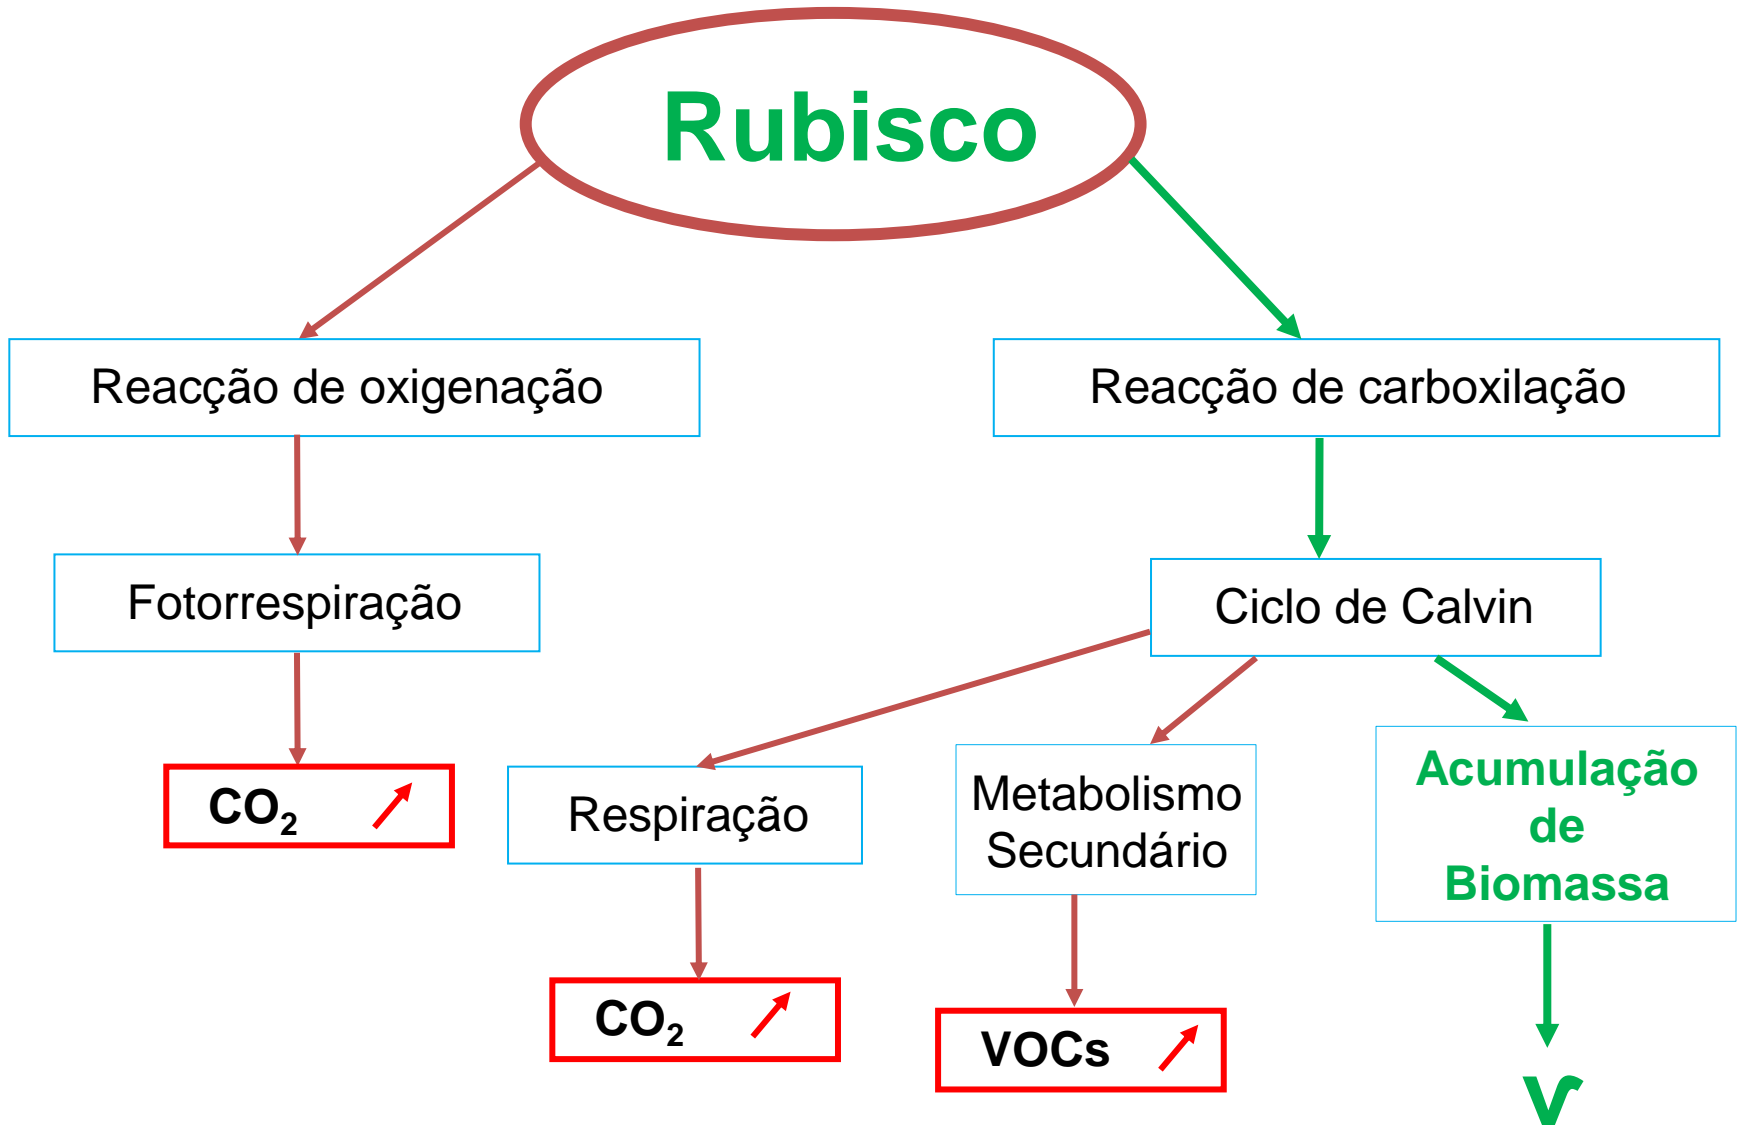 Rubisco
Reacção de oxigenação
Reacção de carboxilação
Fotorrespiração
Ciclo de Calvin
CO₂
Respiração
Metabolismo
Secundário
Acumulação
de
Biomassa
CO₂
VOCs